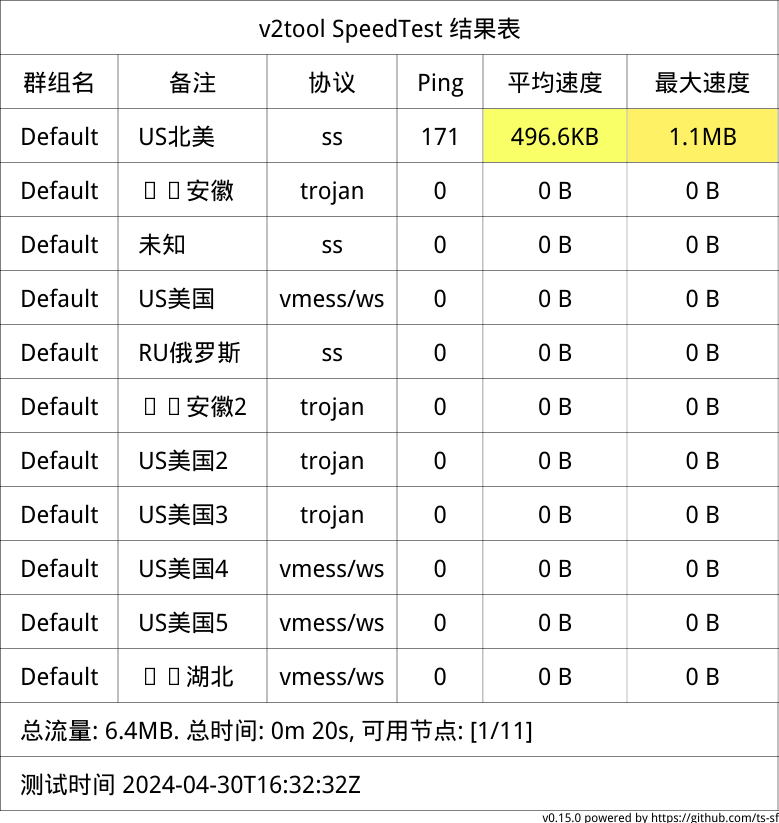 v2tool SpeedTest 结果表
群组名 备注 协议 Ping 平均速度 最大速度
Default US北美 ss 171 496.6KB 1.1MB
Default 安徽 trojan 0 0 B 0 B
Default 未知 ss 0 0 B 0 B
Default US美国 vmess/ws 0 0 B 0 B
Default RU俄罗斯 ss 0 0 B 0 B
Default 安徽2 trojan 0 0 B 0 B
Default US美国2 trojan 0 0 B 0 B
Default US美国3 trojan 0 0 B 0 B
Default US美国4 vmess/ws 0 0 B 0 B
Default US美国5 vmess/ws 0 0 B 0 B
Default 湖北 vmess/ws 0 0 B 0 B
总流量: 6.4MB. 总时间: 0m 20s, 可用节点: [1/11]
测试时间 2024-04-30T16:32:32Z
v0.15.0 powered by https://github.com/ts-sf